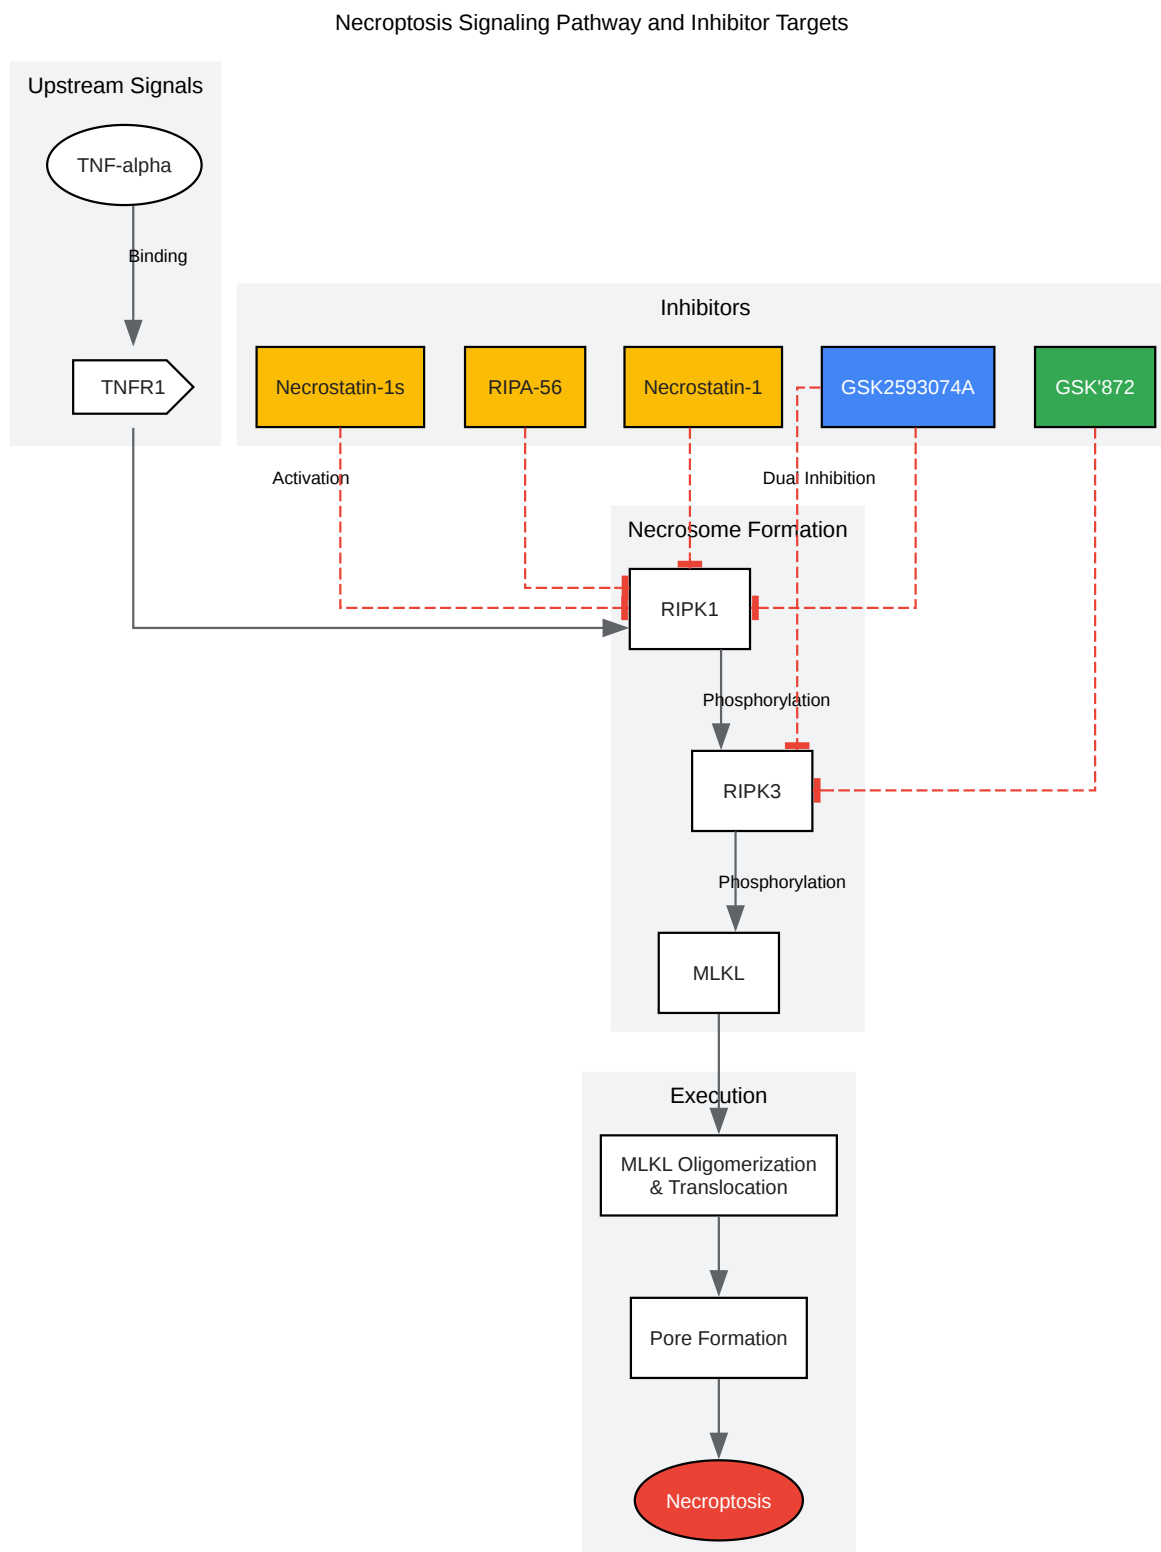 Necroptosis Signaling Pathway and Inhibitor Targets
Upstream Signals
TNF-alpha
Binding
TNFR1
Inhibitors
Necrostatin-1s
RIPA-56
Necrostatin-1
GSK2593074A
GSK'872
Activation
Dual Inhibition
Necrosome Formation
RIPK1
Phosphorylation
RIPK3
Phosphorylation
MLKL
Execution
MLKL Oligomerization
& Translocation
Pore Formation
Necroptosis